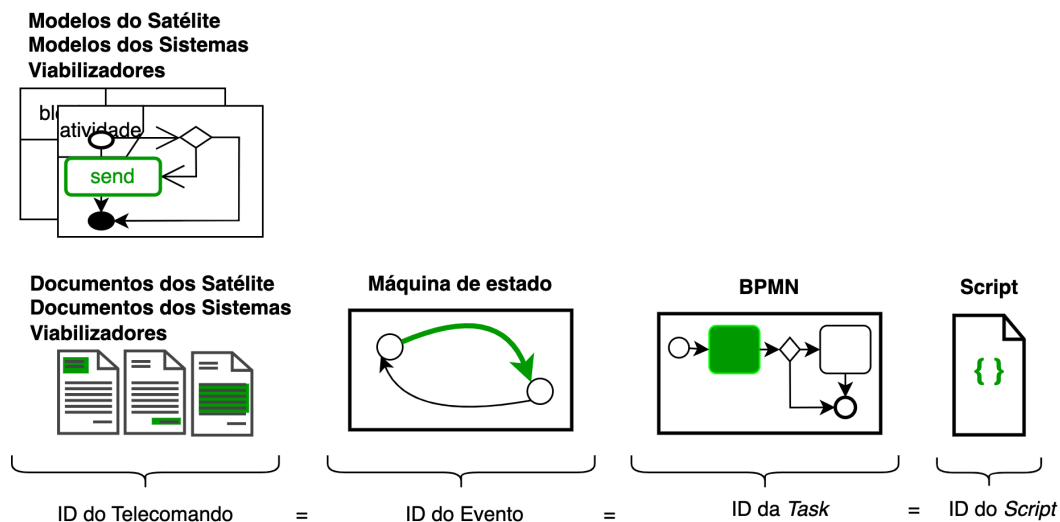 Modelos do Satélite
Modelos dos Sistemas
Viabilizadores
atividade
send
Documentos dos Satélite
Documentos dos Sistemas
Viabilizadores
Máquina de estado
BPMN
Script
{ }
ID do Telecomando = ID do Evento = ID da Task = ID do Script